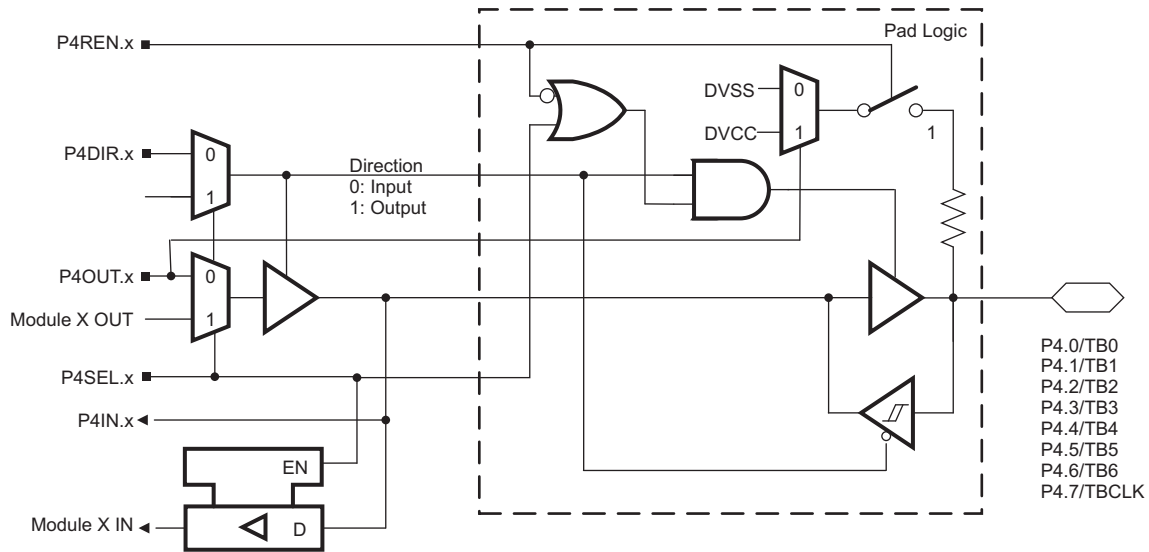 Pad Logic
P4REN.x
DVSS
0
DVCC
1
1
P4DIR.x
0
1
Direction
0: Input
1: Output
P4OUT.x
0
Module X OUT
1
P4SEL.x
P4IN.x
EN
Module X IN
D
P4.0/TB0
P4.1/TB1
P4.2/TB2
P4.3/TB3
P4.4/TB4
P4.5/TB5
P4.6/TB6
P4.7/TBCLK